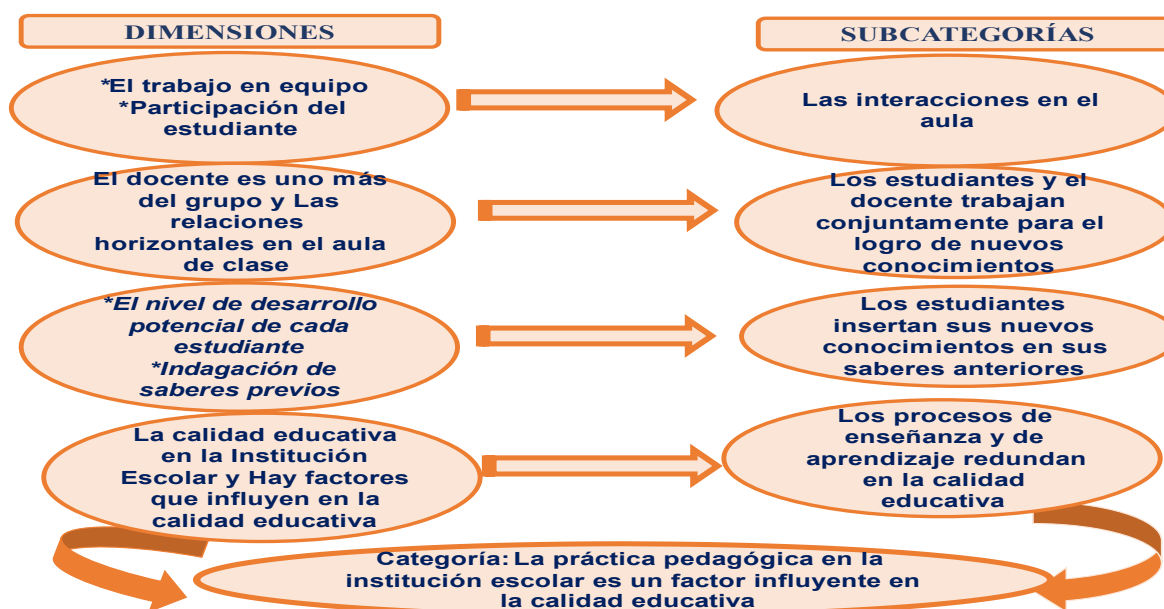 DIMENSIONES
SUBCATEGORÍAS
*El trabajo en equipo
*Participación del
estudiante
Las interacciones en el
aula
El docente es uno más
del grupo y Las
relaciones
horizontales en el aula
de clase
Los estudiantes y el
docente trabajan
conjuntamente para el
logro de nuevos
conocimientos
*El nivel de desarrollo
potencial de cada
estudiante
*Indagación de
saberes previos
Los estudiantes
insertan sus nuevos
conocimientos en sus
saberes anteriores
La calidad educativa
en la Institución
Escolar y Hay factores
que influyen en la
calidad educativa
Los procesos de
enseñanza y de
aprendizaje redundan
en la calidad
educativa
Categoría: La práctica pedagógica en la
institución escolar es un factor influyente en
la calidad educativa